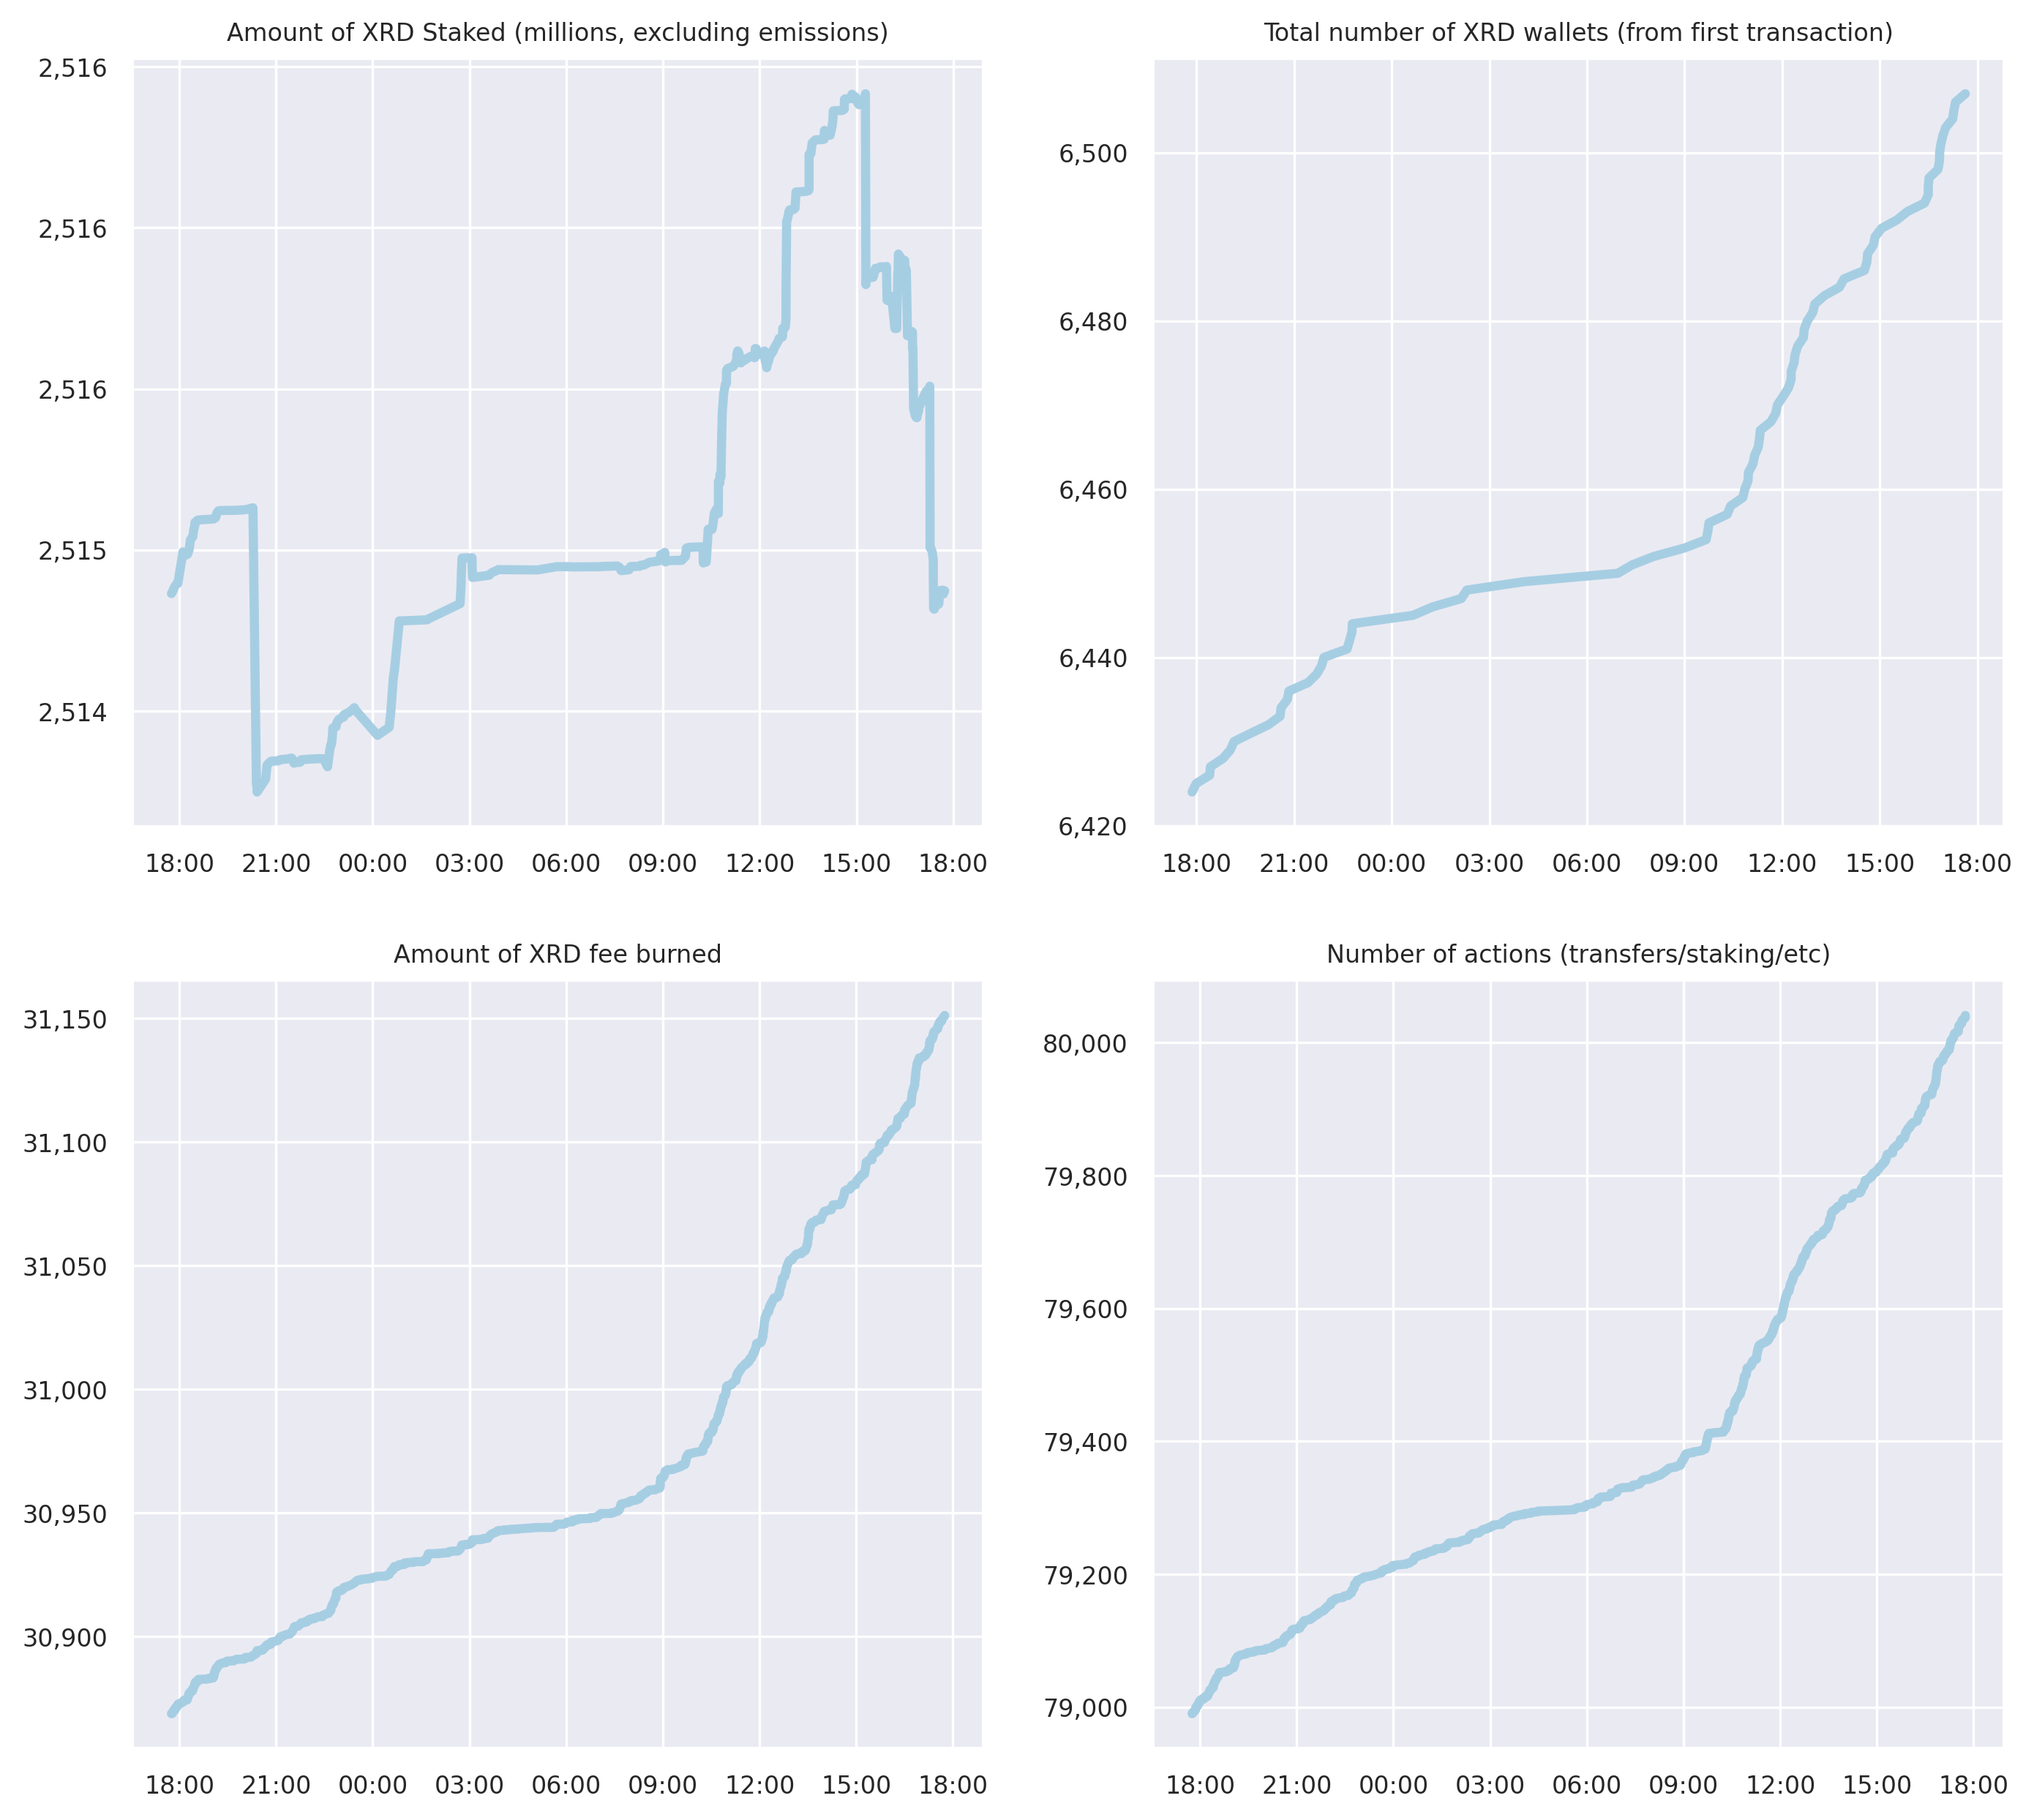 Amount of XRD Staked (millions, excluding emissions)
2,516
2,516
2,516
2,515
2,514
18:00 21:00 00:00 03:00 06:00 09:00 12:00 15:00 18:00
Total number of XRD wallets (from first transaction)
6,500
6,480
6,460
6,440
6,420
18:00 21:00 00:00 03:00 06:00 09:00 12:00 15:00 18:00
Amount of XRD fee burned
31,150
31,100
31,050
31,000
30,950
30,900
18:00 21:00 00:00 03:00 06:00 09:00 12:00 15:00 18:00
Number of actions (transfers/staking/etc)
80,000
79,800
79,600
79,400
79,200
79,000
18:00 21:00 00:00 03:00 06:00 09:00 12:00 15:00 18:00